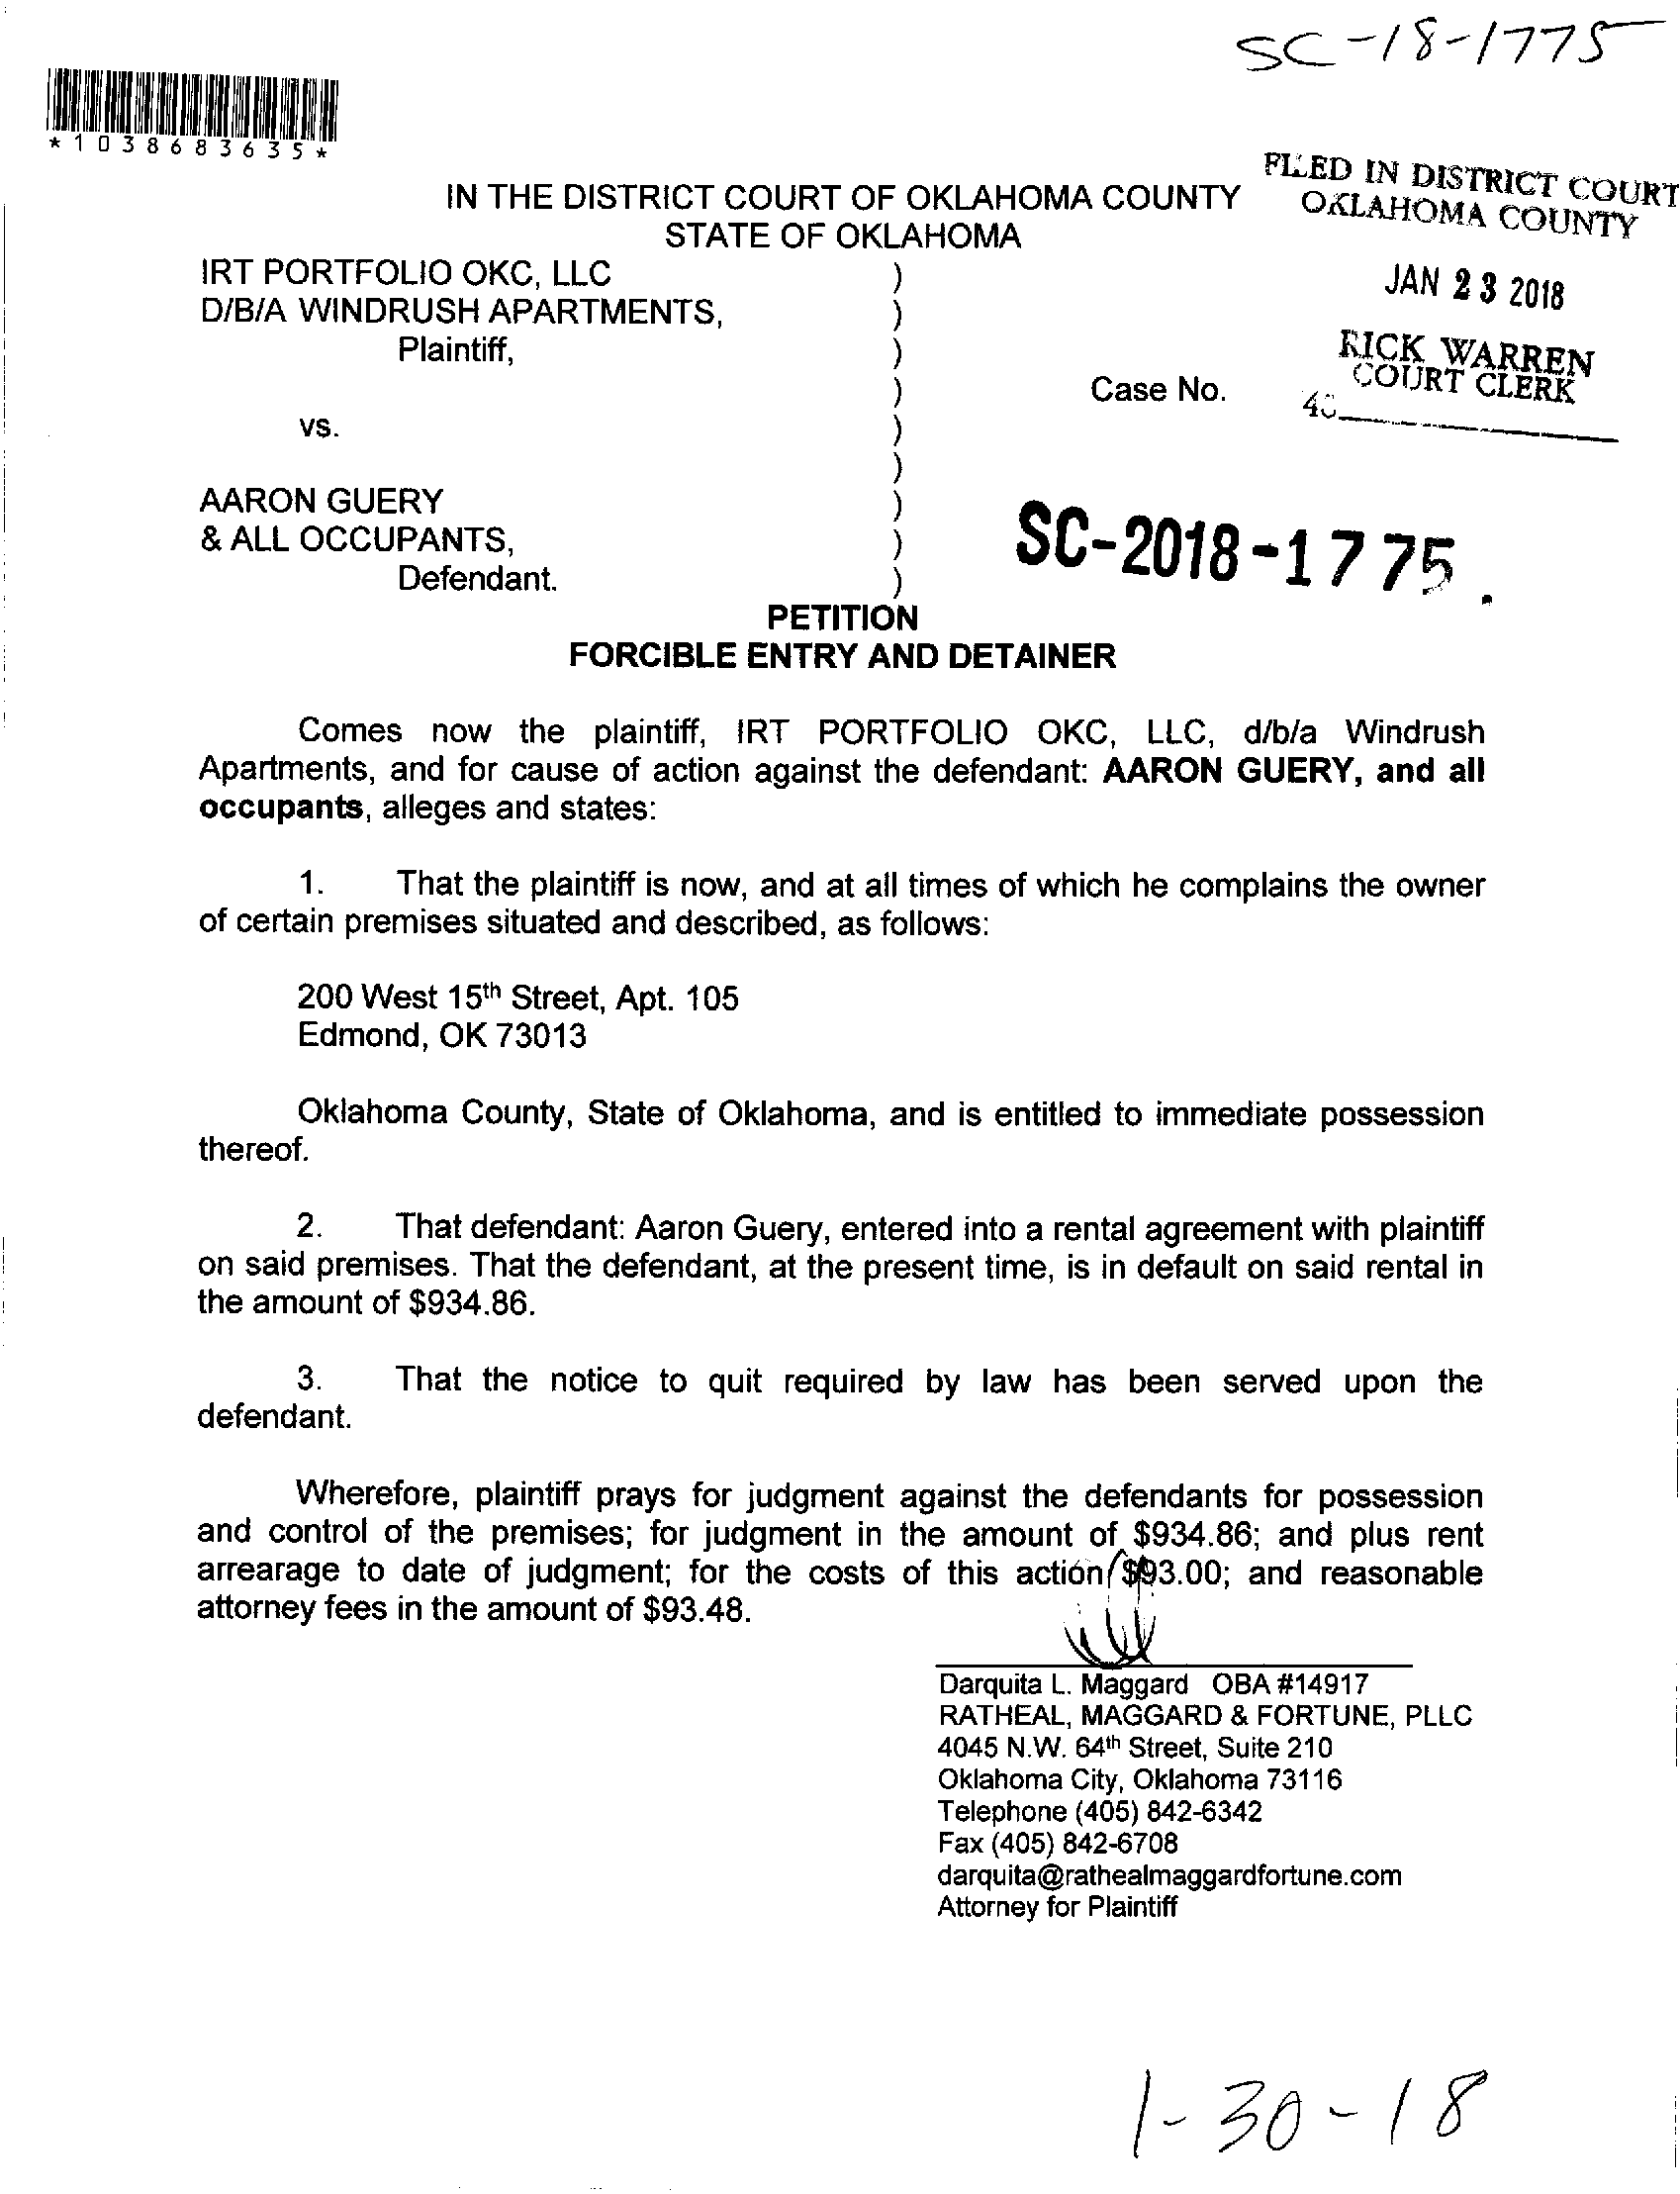 SC-18-1775
*1038683635*
FILED IN DISTRICT COURT
OKLAHOMA COUNTY
JAN 23 2018
RICK WARREN
COURT CLERK
IN THE DISTRICT COURT OF OKLAHOMA COUNTY
STATE OF OKLAHOMA
IRT PORTFOLIO OKC, LLC )
D/B/A WINDRUSH APARTMENTS, )
Plaintiff, )
) Case No.
vs. )
)
AARON GUERY )
& ALL OCCUPANTS, )
Defendant. )
SC-2018-1775.
PETITION
FORCIBLE ENTRY AND DETAINER
Comes now the plaintiff, IRT PORTFOLIO OKC, LLC, d/b/a Windrush
Apartments, and for cause of action against the defendant: AARON GUERY, and all
occupants, alleges and states:
1. That the plaintiff is now, and at all times of which he complains the owner
of certain premises situated and described, as follows:
200 West 15th Street, Apt. 105
Edmond, OK 73013
Oklahoma County, State of Oklahoma, and is entitled to immediate possession
thereof.
2. That defendant: Aaron Guery, entered into a rental agreement with plaintiff
on said premises. That the defendant, at the present time, is in default on said rental in
the amount of $934.86.
3. That the notice to quit required by law has been served upon the
defendant.
Wherefore, plaintiff prays for judgment against the defendants for possession
and control of the premises; for judgment in the amount of $934.86; and plus rent
arrearage to date of judgment; for the costs of this action $93.00; and reasonable
attorney fees in the amount of $93.48.
Darquita L. Maggard OBA #14917
RATHEAL, MAGGARD & FORTUNE, PLLC
4045 N.W. 64th Street, Suite 210
Oklahoma City, Oklahoma 73116
Telephone (405) 842-6342
Fax (405) 842-6708
darquita@rathealmaggardfortune.com
Attorney for Plaintiff
1-30-18